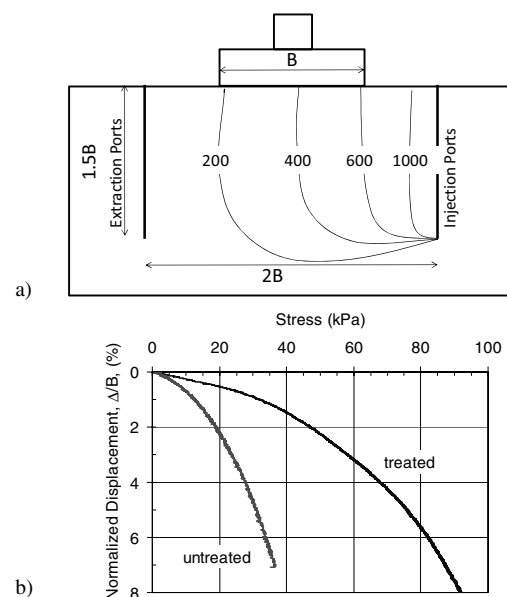 B
1.5B
Extraction Ports
200
400
600
1000
Injection Ports
2B
a)
Stress (kPa)
0 20 40 60 80 100
Normalized Displacement, Δ/B, (%)
0
2
4
6
8
treated
untreated
b)